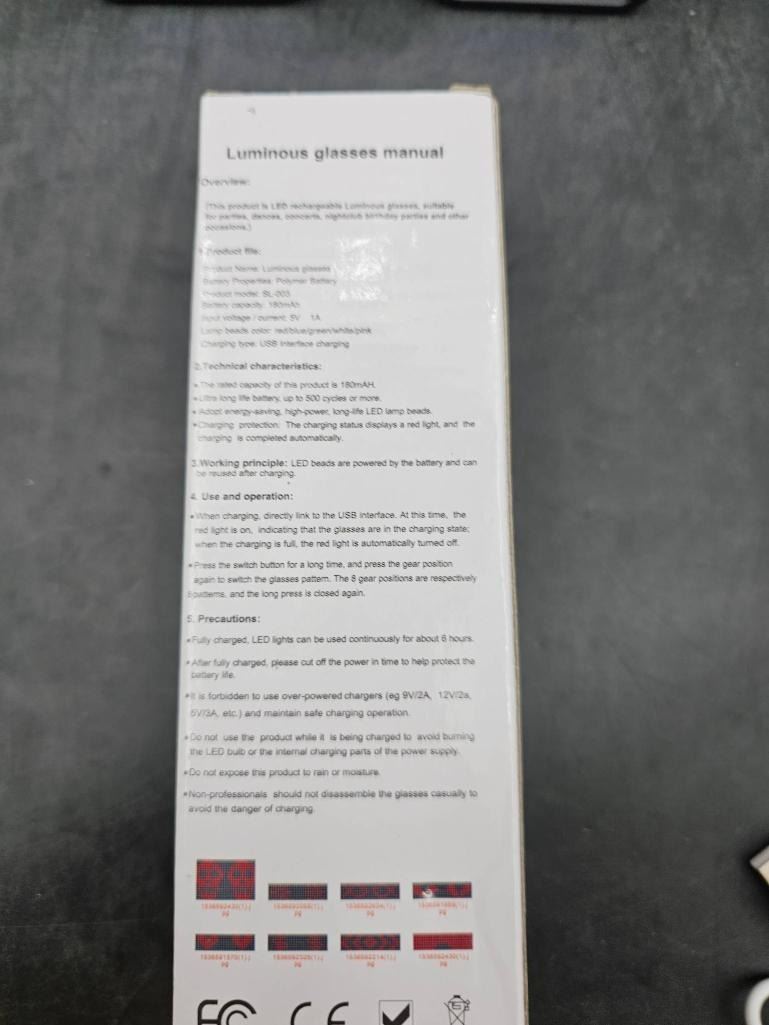 Luminous glasses manual
Overview:
(This product is LED rechargeable Luminous glasses, suitable
for parties, dances, concerts, nightclub birthday parties and other
occasions.)
1.Product file:
Product Name: Luminous glasses
Battery Properties: Polymer Battery
Product model: SL-003
Battery capacity: 180mAh
Input voltage / current: 5V 1A
Lamp beads color: red/blue/green/white/pink
Charging type: USB Interface charging
2.Technical characteristics:
•The rated capacity of this product is 180mAH.
•Ultra long life battery, up to 500 cycles or more.
•Adopt energy-saving, high-power, long-life LED lamp beads.
•Charging protection: The charging status displays a red light, and the
charging is completed automatically.
3.Working principle: LED beads are powered by the battery and can
be reused after charging.
4. Use and operation:
•When charging, directly link to the USB interface. At this time, the
red light is on, indicating that the glasses are in the charging state;
when the charging is full, the red light is automatically turned off.
•Press the switch button for a long time, and press the gear position
again to switch the glasses pattern. The 8 gear positions are respectively
8 patterns, and the long press is closed again.
5. Precautions:
•Fully charged, LED lights can be used continuously for about 6 hours.
•After fully charged, please cut off the power in time to help protect the
battery life.
•It is forbidden to use over-powered chargers (eg 9V/2A, 12V/2a,
5V/3A, etc.) and maintain safe charging operation.
•Do not use the product while it is being charged to avoid burning
the LED bulb or the internal charging parts of the power supply.
•Do not expose this product to rain or moisture.
•Non-professionals should not disassemble the glasses casually to
avoid the danger of charging.
FC CE